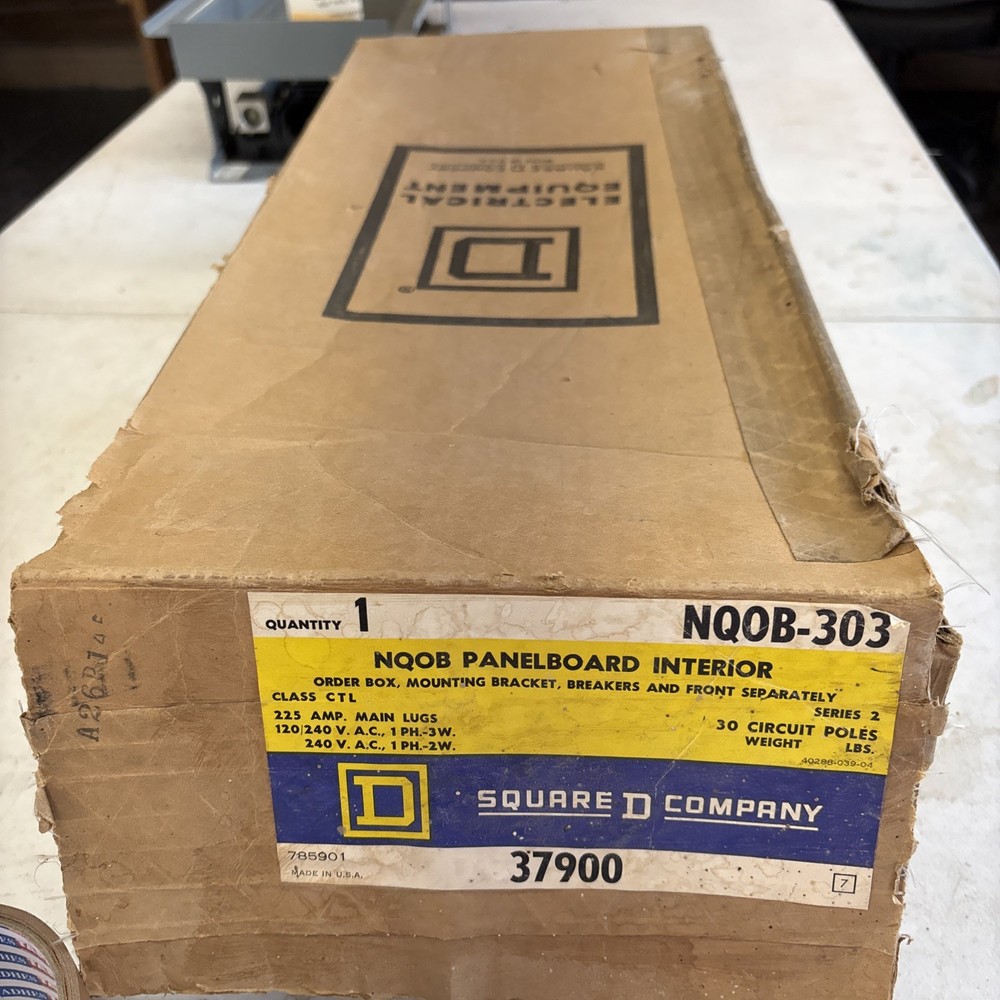 SQUARE D COMPANY
ELECTRICAL
EQUIPMENT
D
®
QUANTITY 1
NQOB-303
NQOB PANELBOARD INTERIOR
ORDER BOX, MOUNTING BRACKET, BREAKERS AND FRONT SEPARATELY
CLASS CTL
SERIES 2
225 AMP. MAIN LUGS
30 CIRCUIT POLES
120/240 V. A.C., 1 PH.-3W.
WEIGHT LBS.
240 V. A.C., 1 PH.-2W.
40286-039-04
D
SQUARE D COMPANY
785901
37900
MADE IN U.S.A.
7